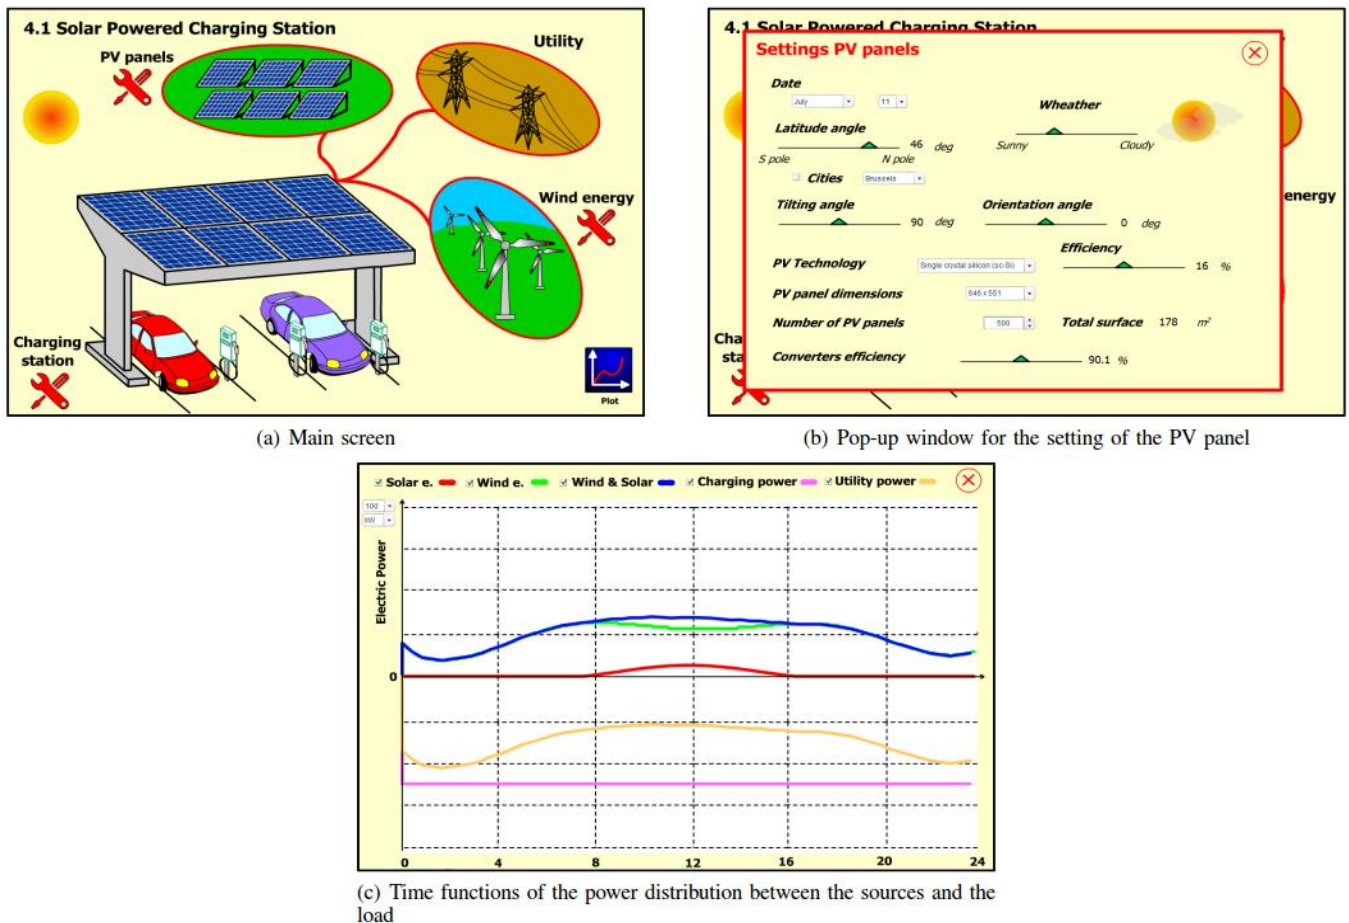 4.1 Solar Powered Charging Station
PV panels
Utility
Wind energy
Charging
station
Plot
(a) Main screen
4.1 Solar Powered Charging Station
Settings PV panels
Date
July 11
Wheather
Sunny Cloudy
Latitude angle
46 deg
S pole N pole
Cities Brussels
energy
Tilting angle
90 deg
Orientation angle
0 deg
Efficiency
16 %
PV Technology Single crystal silicon (sc-Si)
PV panel dimensions 646 x 551
Number of PV panels 500 Total surface 178 m²
Converters efficiency 90.1 %
Cha
sta
(b) Pop-up window for the setting of the PV panel
Solar e. Wind e. Wind & Solar Charging power Utility power
100
kW
Electric Power
0
0 4 8 12 16 20 24
(c) Time functions of the power distribution between the sources and the
load